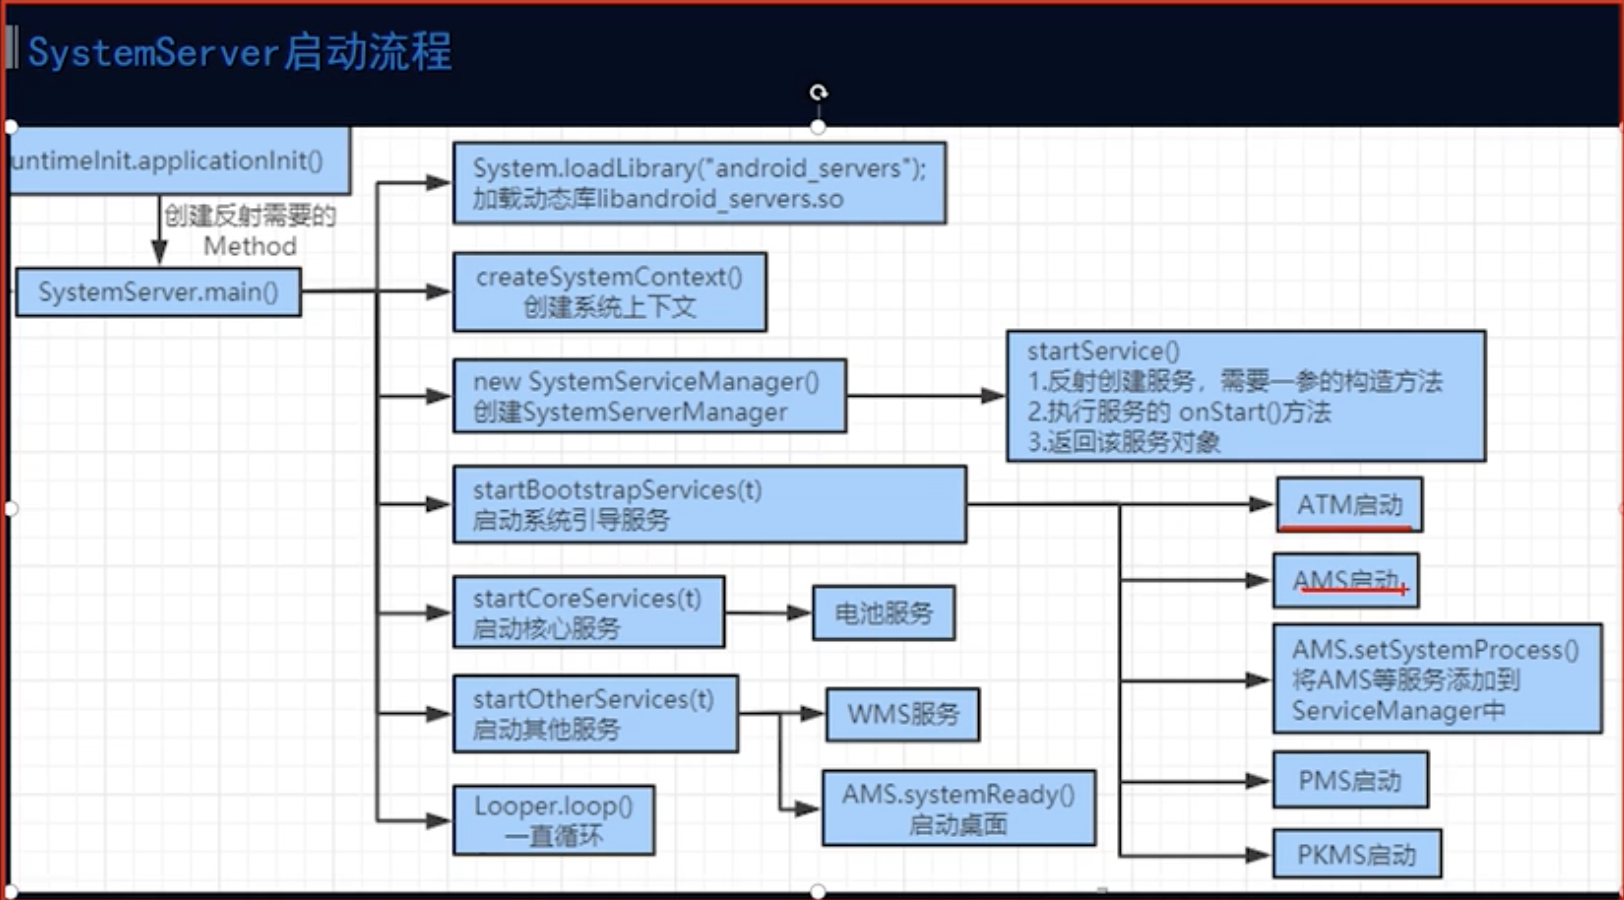 SystemServer启动流程
untimeInit.applicationInit()
创建反射需要的
Method
SystemServer.main()
System.loadLibrary("android_servers");
加载动态库libandroid_servers.so
createSystemContext()
创建系统上下文
new SystemServiceManager()
创建SystemServerManager
startService()
1.反射创建服务，需要一参的构造方法
2.执行服务的 onStart()方法
3.返回该服务对象
startBootstrapServices(t)
启动系统引导服务
ATM启动
AMS启动
AMS.setSystemProcess()
将AMS等服务添加到
ServiceManager中
PMS启动
PKMS启动
startCoreServices(t)
启动核心服务
电池服务
startOtherServices(t)
启动其他服务
WMS服务
AMS.systemReady()
启动桌面
Looper.loop()
一直循环